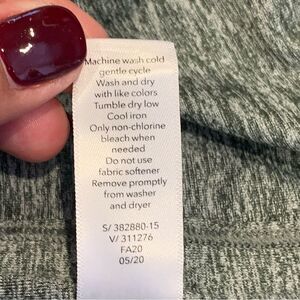 Machine wash cold
gentle cycle
Wash and dry
with like colors
Tumble dry low
Cool iron
Only non-chlorine
bleach when
needed
Do not use
fabric softener
Remove promptly
from washer
and dryer
S/ 382880-15
V/ 311276
FA20
05/20